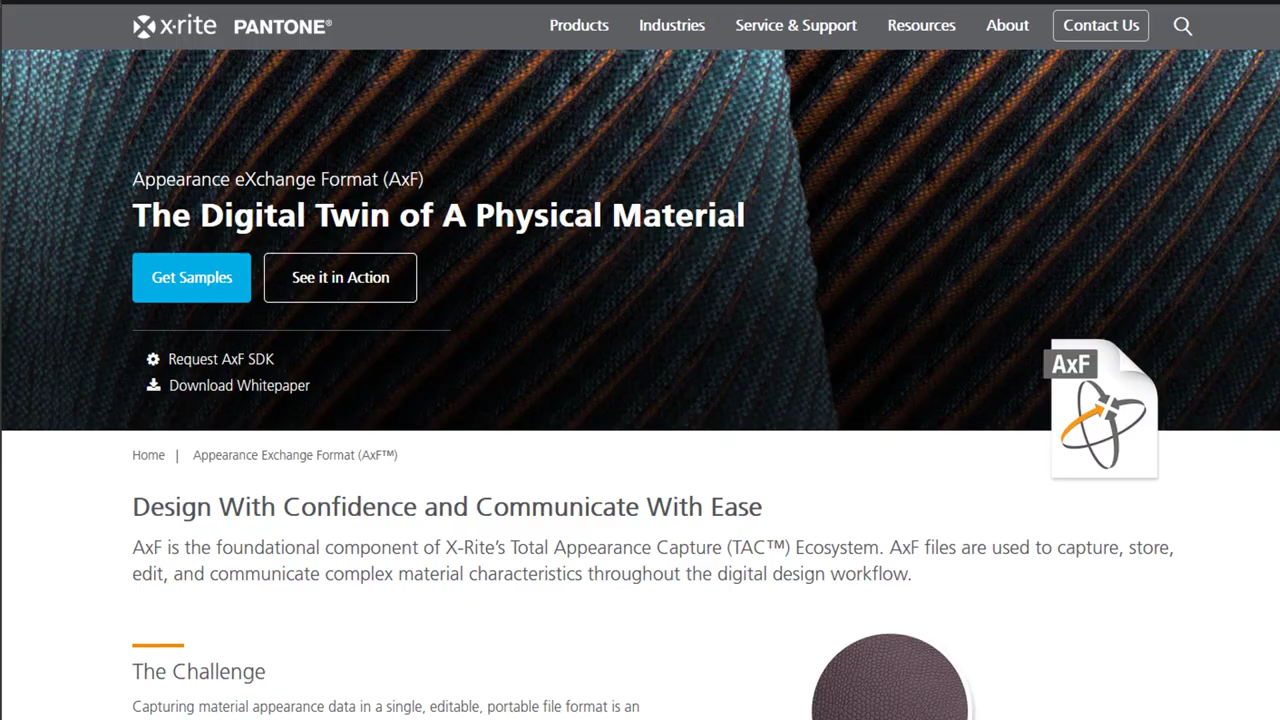 x·rite PANTONE®
Products Industries Service & Support Resources About Contact Us
Appearance eXchange Format (AxF)
The Digital Twin of A Physical Material
Get Samples See it in Action
Request AxF SDK
Download Whitepaper
AxF
Home | Appearance Exchange Format (AxF™)
Design With Confidence and Communicate With Ease
AxF is the foundational component of X-Rite’s Total Appearance Capture (TAC™) Ecosystem. AxF files are used to capture, store,
edit, and communicate complex material characteristics throughout the digital design workflow.
The Challenge
Capturing material appearance data in a single, editable, portable file format is an